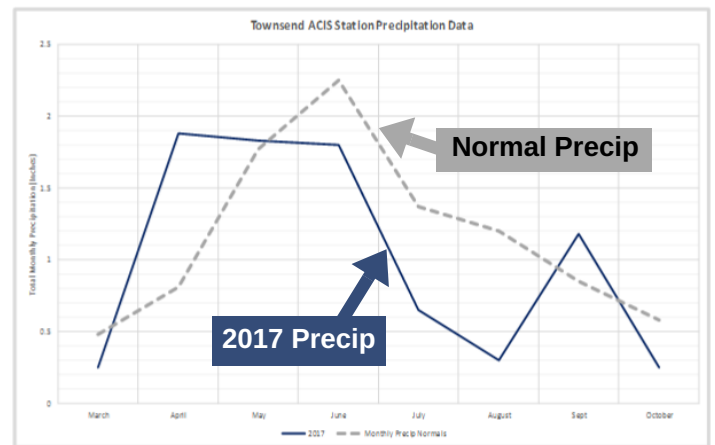 Townsend ACIS Station Precipitation Data
Total Monthly Precipitation (Inches)
2.5
2
1.5
1
0.5
0
Normal Precip
2017 Precip
March April May June July August Sept October
2017 Monthly Precip Normals